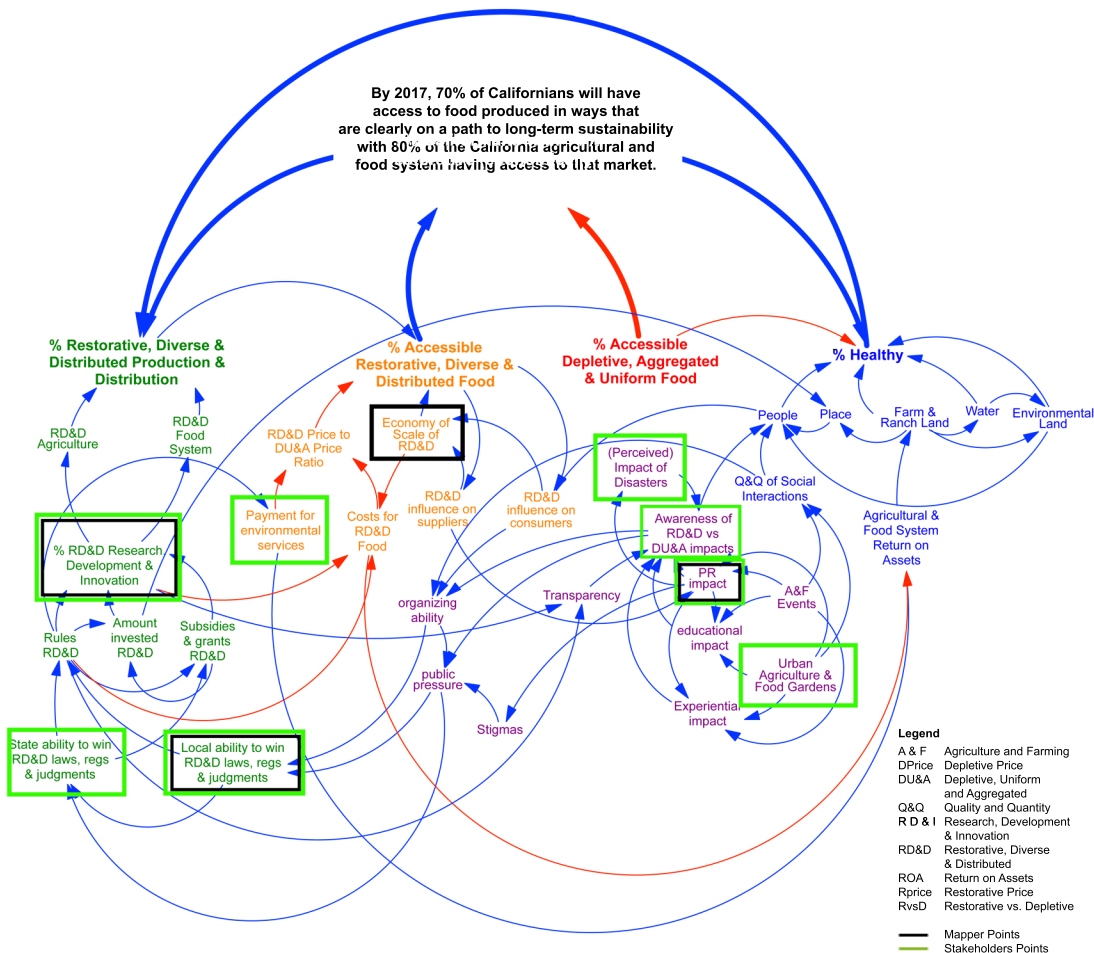 By 2017, 70% of Californians will have
access to food produced in ways that
are clearly on a path to long-term sustainability
with 80% of the California agricultural and
food system having access to that market.
% Restorative, Diverse &
Distributed Production &
Distribution
% Accessible
Restorative, Diverse &
Distributed Food
% Accessible
Depletive, Aggregated
& Uniform Food
% Healthy
RD&D
Agriculture
RD&D
Food
System
RD&D Price to
DU&A Price
Ratio
Economy of
Scale of
RD&D
People
Place
Farm &
Ranch Land
Water
Environmental
Land
(Perceived)
Impact of
Disasters
Q&Q of Social
Interactions
Payment for
environmental
services
Costs for
RD&D
Food
RD&D
influence on
suppliers
RD&D
influence on
consumers
Awareness of
RD&D vs
DU&A impacts
Agricultural &
Food System
Return on
Assets
% RD&D Research
Development &
Innovation
PR
impact
A&F
Events
organizing
ability
Transparency
Rules
RD&D
Amount
invested
RD&D
Subsidies
& grants
RD&D
educational
impact
public
pressure
Urban
Agriculture &
Food Gardens
Stigmas
Experiential
impact
State ability to win
RD&D laws, regs
& judgments
Local ability to win
RD&D laws, regs
& judgments
Legend
A & F Agriculture and Farming
DPrice Depletive Price
DU&A Depletive, Uniform
and Aggregated
Q&Q Quality and Quantity
R D & I Research, Development
& Innovation
RD&D Restorative, Diverse
& Distributed
ROA Return on Assets
Rprice Restorative Price
RvsD Restorative vs. Depletive
Mapper Points
Stakeholders Points